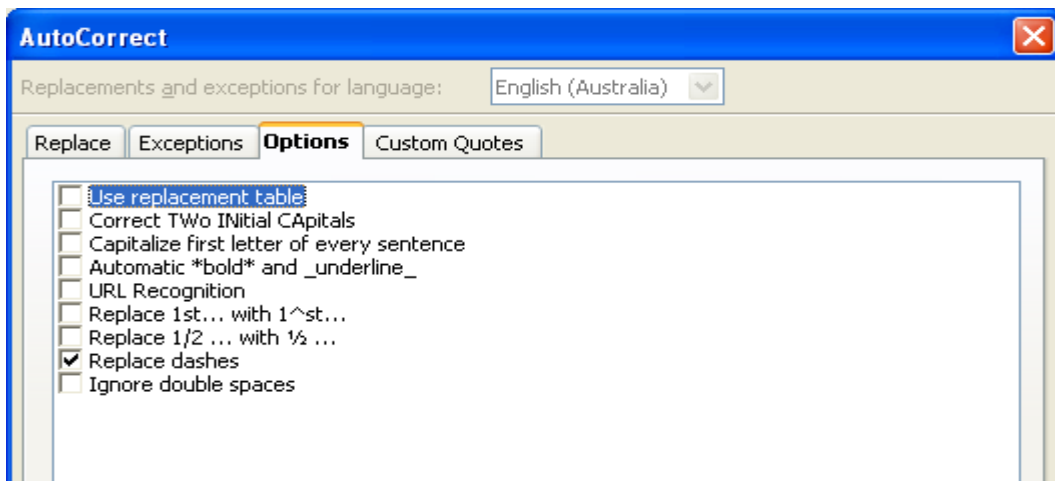 AutoCorrect
Replacements and exceptions for language: English (Australia)
Replace Exceptions Options Custom Quotes
Use replacement table
Correct TWo INitial CApitals
Capitalize first letter of every sentence
Automatic *bold* and _underline_
URL Recognition
Replace 1st... with 1^st...
Replace 1/2 ... with ½ ...
Replace dashes
Ignore double spaces